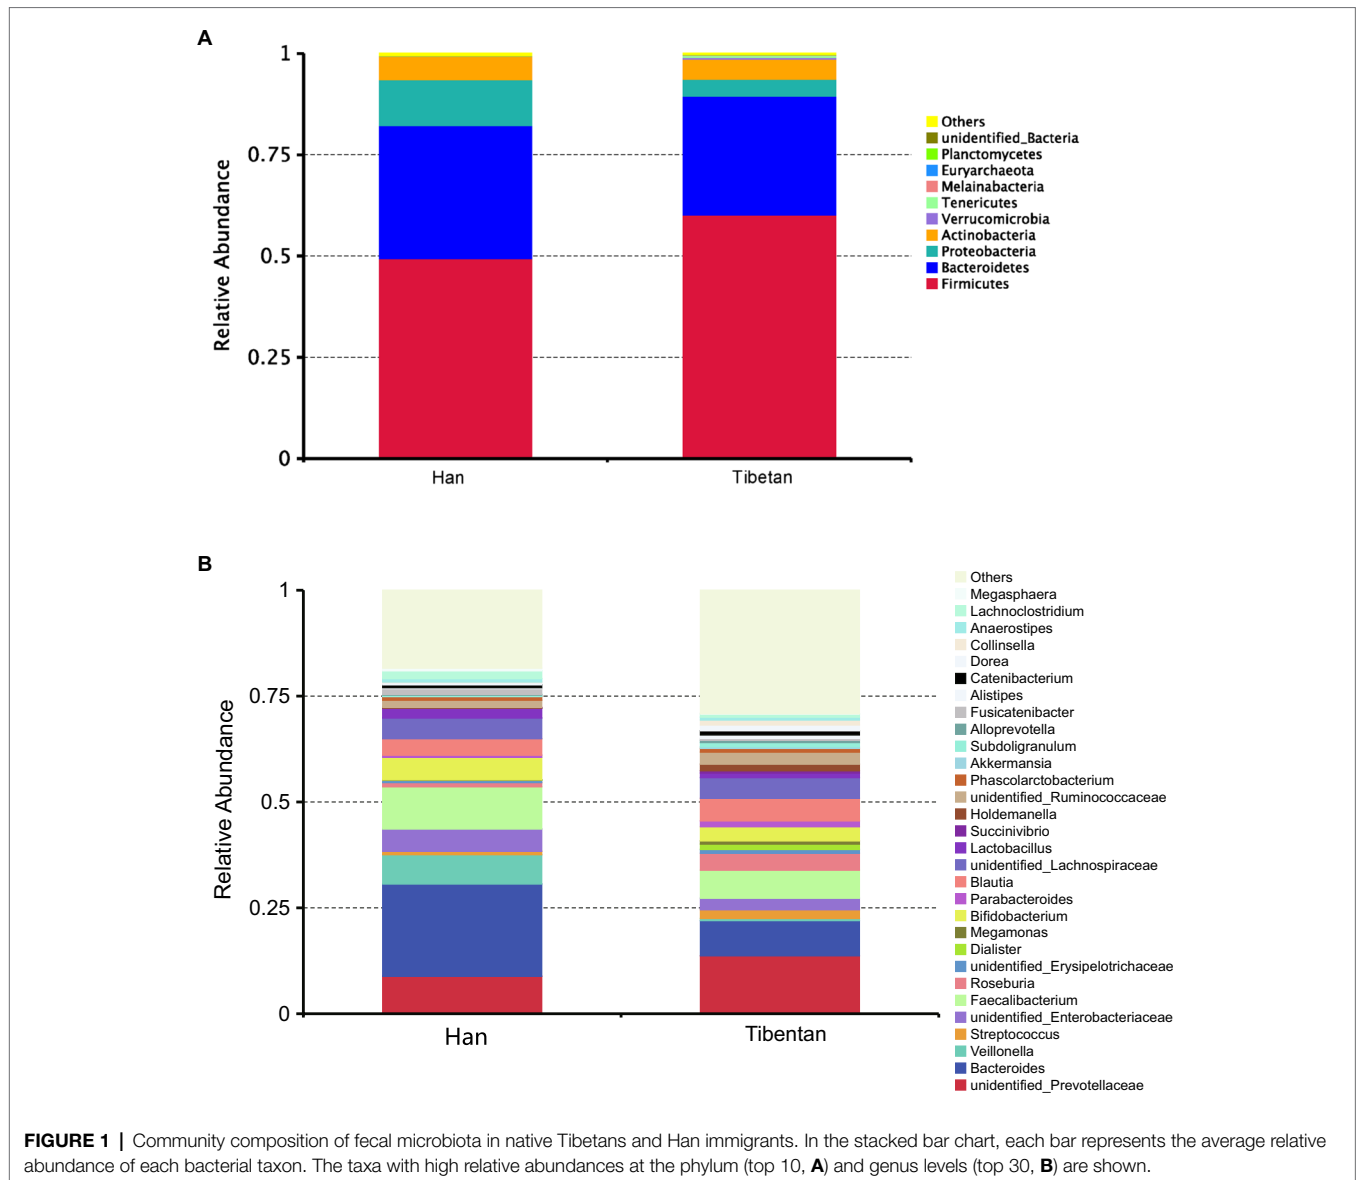 A
Relative Abundance
1
0.75
0.5
0.25
0
Han
Tibetan
Others
unidentified_Bacteria
Planctomycetes
Euryarchaeota
Melainabacteria
Tenericutes
Verrucomicrobia
Actinobacteria
Proteobacteria
Bacteroidetes
Firmicutes
B
Relative Abundance
1
0.75
0.5
0.25
0
Han
Tibentan
Others
Megasphaera
Lachnoclostridium
Anaerostipes
Collinsella
Dorea
Catenibacterium
Alistipes
Fusicatenibacter
Alloprevotella
Subdoligranulum
Akkermansia
Phascolarctobacterium
unidentified_Ruminococcaceae
Holdemanella
Succinivibrio
Lactobacillus
unidentified_Lachnospiraceae
Blautia
Parabacteroides
Bifidobacterium
Megamonas
Dialister
unidentified_Erysipelotrichaceae
Roseburia
Faecalibacterium
unidentified_Enterobacteriaceae
Streptococcus
Veillonella
Bacteroides
unidentified_Prevotellaceae
FIGURE 1 | Community composition of fecal microbiota in native Tibetans and Han immigrants. In the stacked bar chart, each bar represents the average relative
abundance of each bacterial taxon. The taxa with high relative abundances at the phylum (top 10, A) and genus levels (top 30, B) are shown.